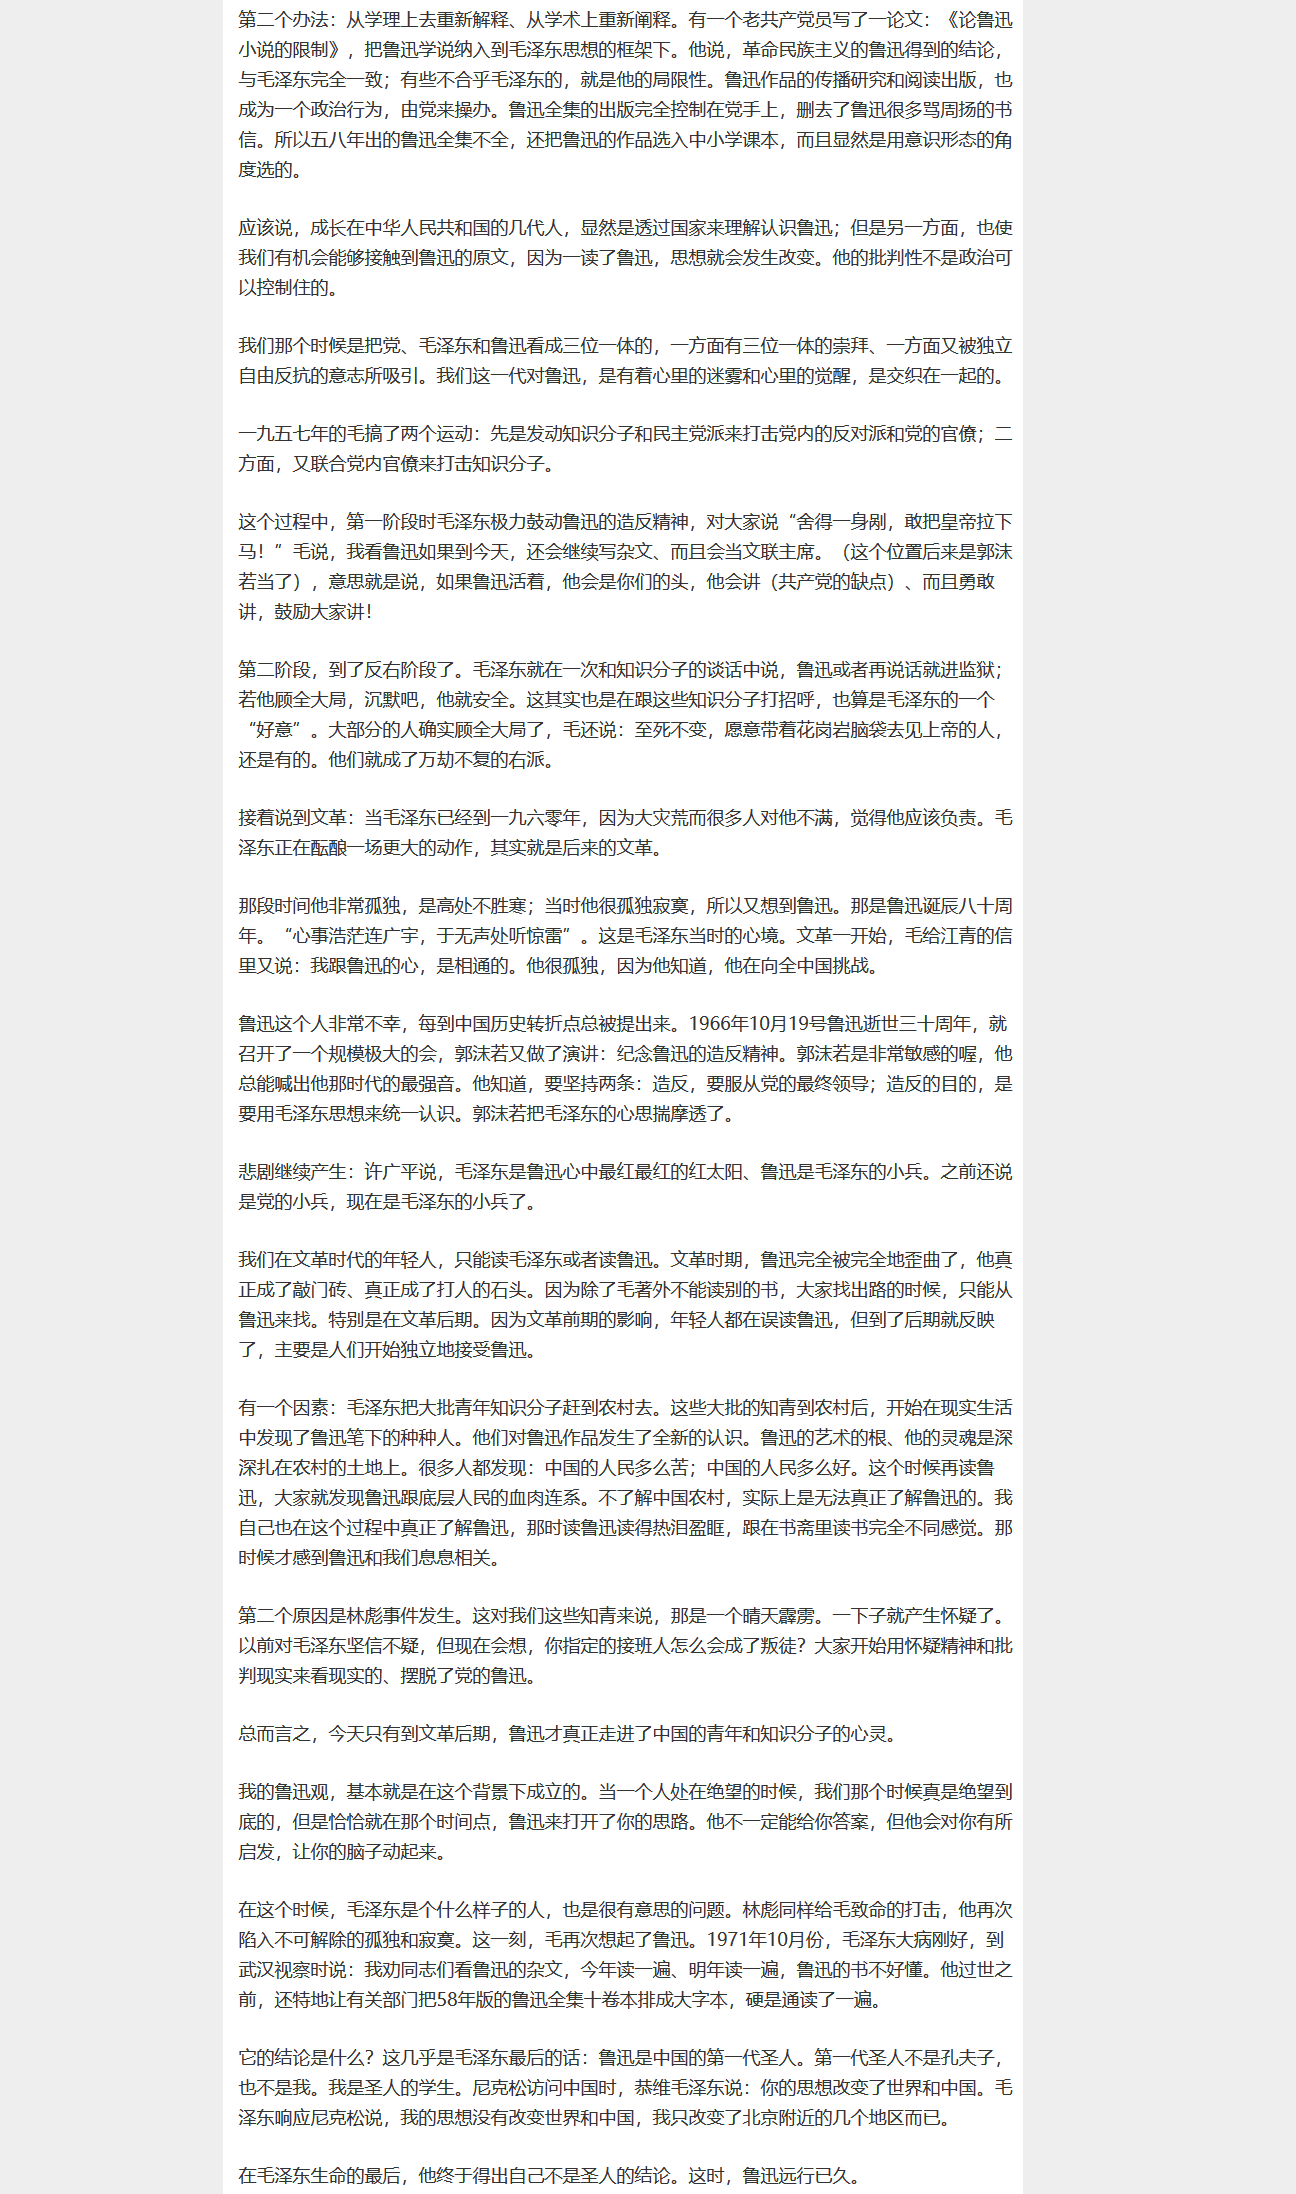 第二个办法：从学理上去重新解释、从学术上重新阐释。有一个老共产党员写了一论文：《论鲁迅
小说的限制》，把鲁迅学说纳入到毛泽东思想的框架下。他说，革命民族主义的鲁迅得到的结论，
与毛泽东完全一致；有些不合乎毛泽东的，就是他的局限性。鲁迅作品的传播研究和阅读出版，也
成为一个政治行为，由党来操办。鲁迅全集的出版完全控制在党手上，删去了鲁迅很多骂周扬的书
信。所以五八年出的鲁迅全集不全，还把鲁迅的作品选入中小学课本，而且显然是用意识形态的角
度选的。
应该说，成长在中华人民共和国的几代人，显然是透过国家来理解认识鲁迅；但是另一方面，也使
我们有机会能够接触到鲁迅的原文，因为一读了鲁迅，思想就会发生改变。他的批判性不是政治可
以控制住的。
我们那个时候是把党、毛泽东和鲁迅看成三位一体的，一方面有三位一体的崇拜、一方面又被独立
自由反抗的意志所吸引。我们这一代对鲁迅，是有着心里的迷雾和心里的觉醒，是交织在一起的。
一九五七年的毛搞了两个运动：先是发动知识分子和民主党派来打击党内的反对派和党的官僚；二
方面，又联合党内官僚来打击知识分子。
这个过程中，第一阶段时毛泽东极力鼓动鲁迅的造反精神，对大家说“舍得一身剐，敢把皇帝拉下
马！”毛说，我看鲁迅如果到今天，还会继续写杂文、而且会当文联主席。（这个位置后来是郭沫
若当了），意思就是说，如果鲁迅活着，他会是你们的头，他会讲（共产党的缺点）、而且勇敢
讲，鼓励大家讲！
第二阶段，到了反右阶段了。毛泽东就在一次和知识分子的谈话中说，鲁迅或者再说话就进监狱；
若他顾全大局，沉默吧，他就安全。这其实也是在跟这些知识分子打招呼，也算是毛泽东的一个
“好意”。大部分的人确实顾全大局了，毛还说：至死不变，愿意带着花岗岩脑袋去见上帝的人，
还是有的。他们就成了万劫不复的右派。
接着说到文革：当毛泽东已经到一九六零年，因为大灾荒而很多人对他不满，觉得他应该负责。毛
泽东正在酝酿一场更大的动作，其实就是后来的文革。
那段时间他非常孤独，是高处不胜寒；当时他很孤独寂寞，所以又想到鲁迅。那是鲁迅诞辰八十周
年。“心事浩茫连广宇，于无声处听惊雷”。这是毛泽东当时的心境。文革一开始，毛给江青的信
里又说：我跟鲁迅的心，是相通的。他很孤独，因为他知道，他在向全中国挑战。
鲁迅这个人非常不幸，每到中国历史转折点总被提出来。1966年10月19号鲁迅逝世三十周年，就
召开了一个规模极大的会，郭沫若又做了演讲：纪念鲁迅的造反精神。郭沫若是非常敏感的喔，他
总能喊出他那时代的最强音。他知道，要坚持两条：造反，要服从党的最终领导；造反的目的，是
要用毛泽东思想来统一认识。郭沫若把毛泽东的心思揣摩透了。
悲剧继续产生：许广平说，毛泽东是鲁迅心中最红最红的红太阳、鲁迅是毛泽东的小兵。之前还说
是党的小兵，现在是毛泽东的小兵了。
我们在文革时代的年轻人，只能读毛泽东或者读鲁迅。文革时期，鲁迅完全被完全地歪曲了，他真
正成了敲门砖、真正成了打人的石头。因为除了毛著外不能读别的书，大家找出路的时候，只能从
鲁迅来找。特别是在文革后期。因为文革前期的影响，年轻人都在误读鲁迅，但到了后期就反映
了，主要是人们开始独立地接受鲁迅。
有一个因素：毛泽东把大批青年知识分子赶到农村去。这些大批的知青到农村后，开始在现实生活
中发现了鲁迅笔下的种种人。他们对鲁迅作品发生了全新的认识。鲁迅的艺术的根、他的灵魂是深
深扎在农村的土地上。很多人都发现：中国的人民多么苦；中国的人民多么好。这个时候再读鲁
迅，大家就发现鲁迅跟底层人民的血肉连系。不了解中国农村，实际上是无法真正了解鲁迅的。我
自己也在这个过程中真正了解鲁迅，那时读鲁迅读得热泪盈眶，跟在书斋里读书完全不同感觉。那
时候才感到鲁迅和我们息息相关。
第二个原因是林彪事件发生。这对我们这些知青来说，那是一个晴天霹雳。一下子就产生怀疑了。
以前对毛泽东坚信不疑，但现在会想，你指定的接班人怎么会成了叛徒？大家开始用怀疑精神和批
判现实来看现实的、摆脱了党的鲁迅。
总而言之，今天只有到文革后期，鲁迅才真正走进了中国的青年和知识分子的心灵。
我的鲁迅观，基本就是在这个背景下成立的。当一个人处在绝望的时候，我们那个时候真是绝望到
底的，但是恰恰就在那个时间点，鲁迅来打开了你的思路。他不一定能给你答案，但他会对你有所
启发，让你的脑子动起来。
在这个时候，毛泽东是个什么样子的人，也是很有意思的问题。林彪同样给毛致命的打击，他再次
陷入不可解除的孤独和寂寞。这一刻，毛再次想起了鲁迅。1971年10月份，毛泽东大病刚好，到
武汉视察时说：我劝同志们看鲁迅的杂文，今年读一遍、明年读一遍，鲁迅的书不好懂。他过世之
前，还特地让有关部门把58年版的鲁迅全集十卷本排成大字本，硬是通读了一遍。
它的结论是什么？这几乎是毛泽东最后的话：鲁迅是中国的第一代圣人。第一代圣人不是孔夫子，
也不是我。我是圣人的学生。尼克松访问中国时，恭维毛泽东说：你的思想改变了世界和中国。毛
泽东响应尼克松说，我的思想没有改变世界和中国，我只改变了北京附近的几个地区而已。
在毛泽东生命的最后，他终于得出自己不是圣人的结论。这时，鲁迅远行已久。